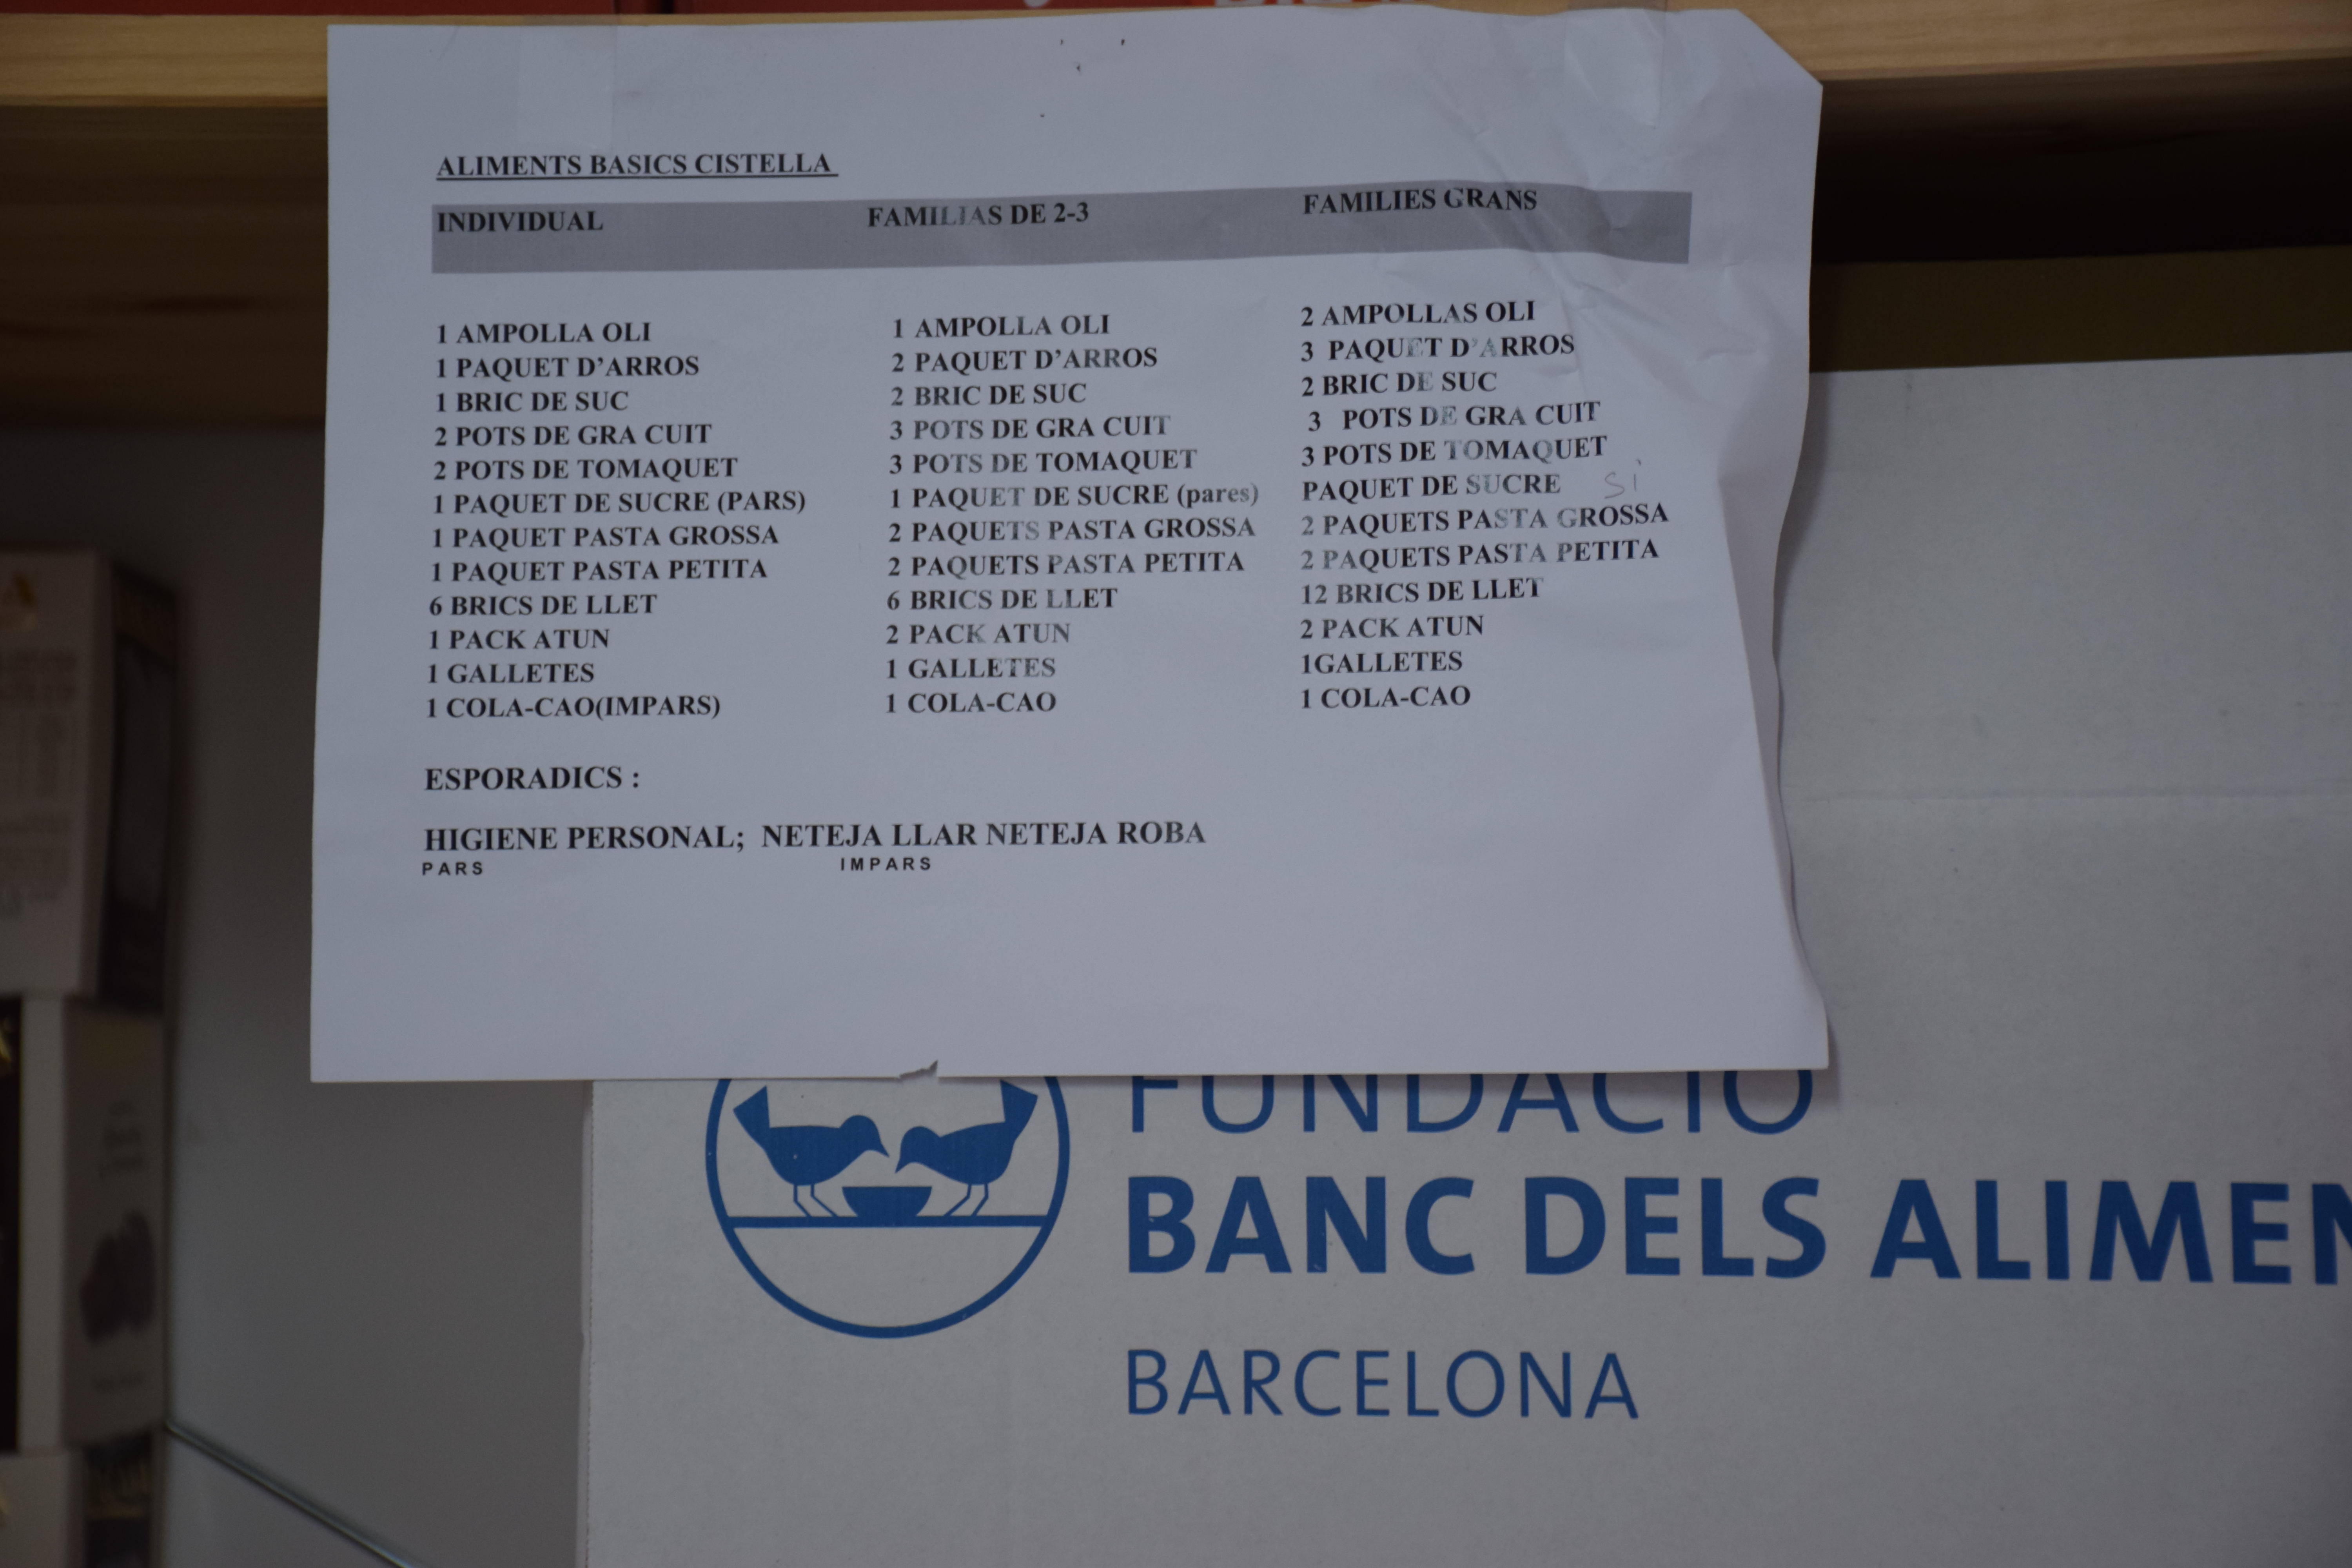 ALIMENTS BASICS CISTELLA
INDIVIDUAL FAMILIAS DE 2-3 FAMILIES GRANS
1 AMPOLLA OLI 1 AMPOLLA OLI 2 AMPOLLAS OLI
1 PAQUET D’ARROS 2 PAQUET D’ARROS 3 PAQUET D’ARROS
1 BRIC DE SUC 2 BRIC DE SUC 2 BRIC DE SUC
2 POTS DE GRA CUIT 3 POTS DE GRA CUIT 3 POTS DE GRA CUIT
2 POTS DE TOMAQUET 3 POTS DE TOMAQUET 3 POTS DE TOMAQUET
1 PAQUET DE SUCRE (PARS) 1 PAQUET DE SUCRE (pares) PAQUET DE SUCRE Sí
1 PAQUET PASTA GROSSA 2 PAQUETS PASTA GROSSA 2 PAQUETS PASTA GROSSA
1 PAQUET PASTA PETITA 2 PAQUETS PASTA PETITA 2 PAQUETS PASTA PETITA
6 BRICS DE LLET 6 BRICS DE LLET 12 BRICS DE LLET
1 PACK ATUN 2 PACK ATUN 2 PACK ATUN
1 GALLETES 1 GALLETES 1GALLETES
1 COLA-CAO(IMPARS) 1 COLA-CAO 1 COLA-CAO
ESPORADICS :
HIGIENE PERSONAL; NETEJA LLAR NETEJA ROBA
PARS IMPARS
FUNDACIÓ
BANC DELS ALIMEN
BARCELONA